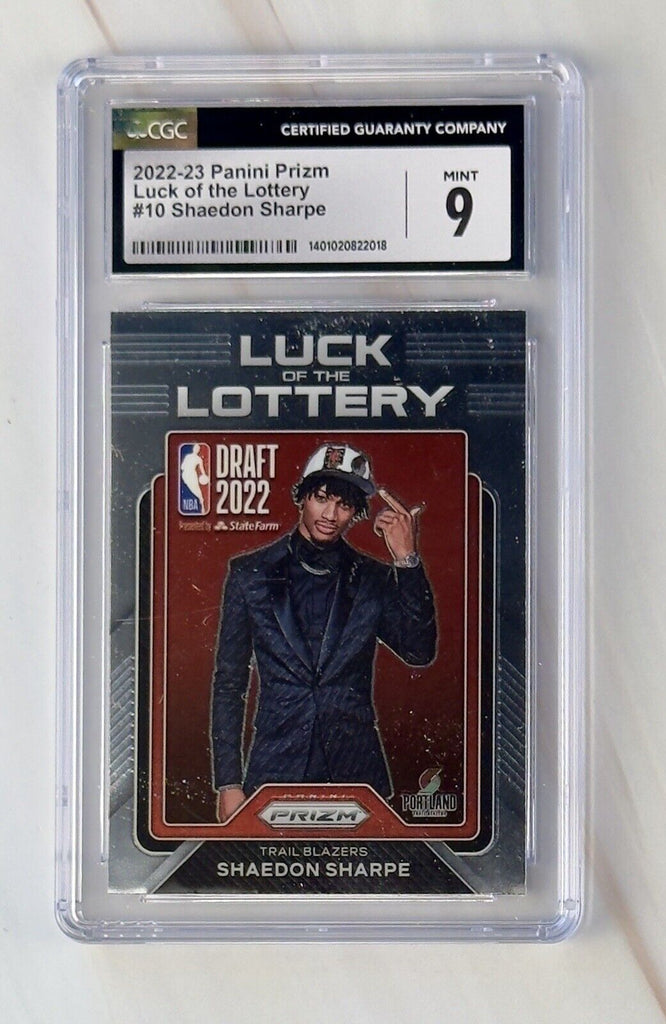 CGC
CERTIFIED GUARANTY COMPANY
2022-23 Panini Prizm
Luck of the Lottery
#10 Shaedon Sharpe
MINT
9
1401020822018
LUCK
OF THE
LOTTERY
NBA
DRAFT
2022
Presented by StateFarm
PORTLAND
PANINI
PRIZM
TRAIL BLAZERS
SHAEDON SHARPE